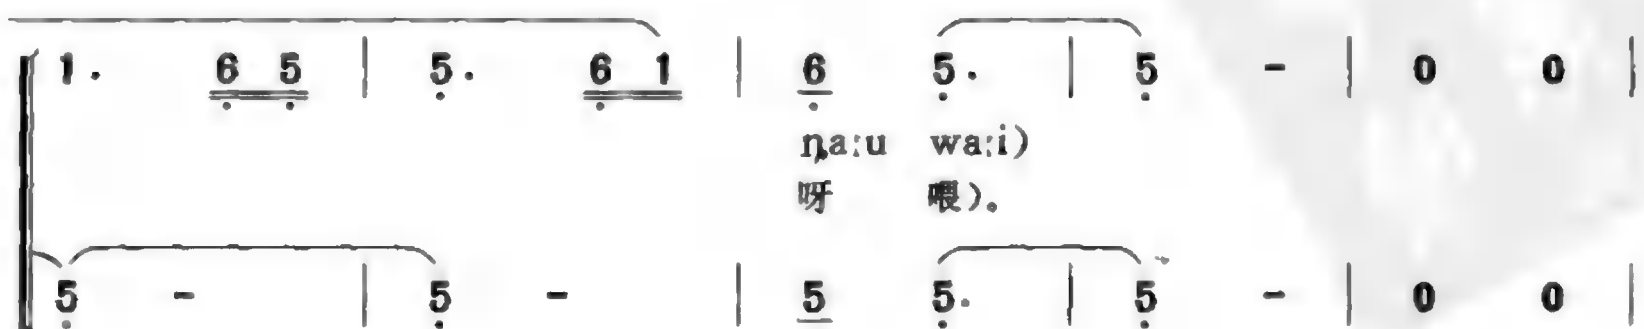 1. 6̣ 5̣ | 5̣. 6̣ 1 | 6̣ 5̣. | 5̣ - | 0 0 |
ŋa:u wa:i)
呀 喂)。
5̣ - | 5̣ - | 5̣ 5̣. | 5̣ - | 0 0 |